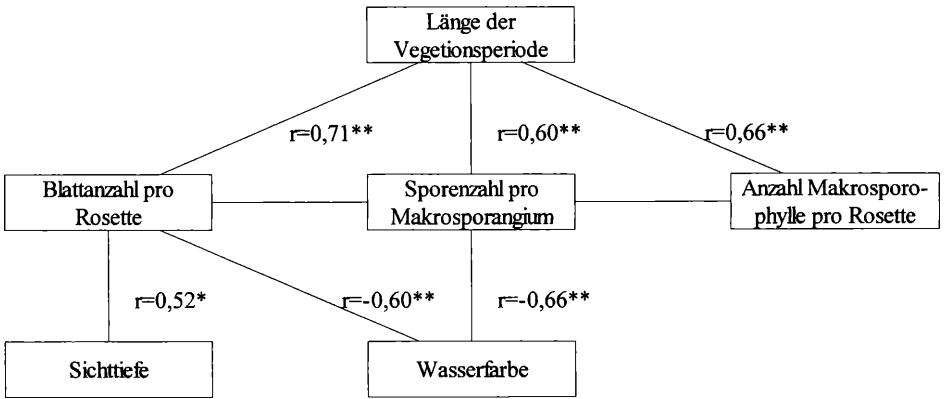 Länge der
Vegetionsperiode
r=0,71**
r=0,60**
r=0,66**
Blattanzahl pro
Rosette
Sporenzahl pro
Makrosporangium
Anzahl Makrosporo-
phylle pro Rosette
r=0,52*
r=-0,60**
r=-0,66**
Sichttiefe
Wasserfarbe